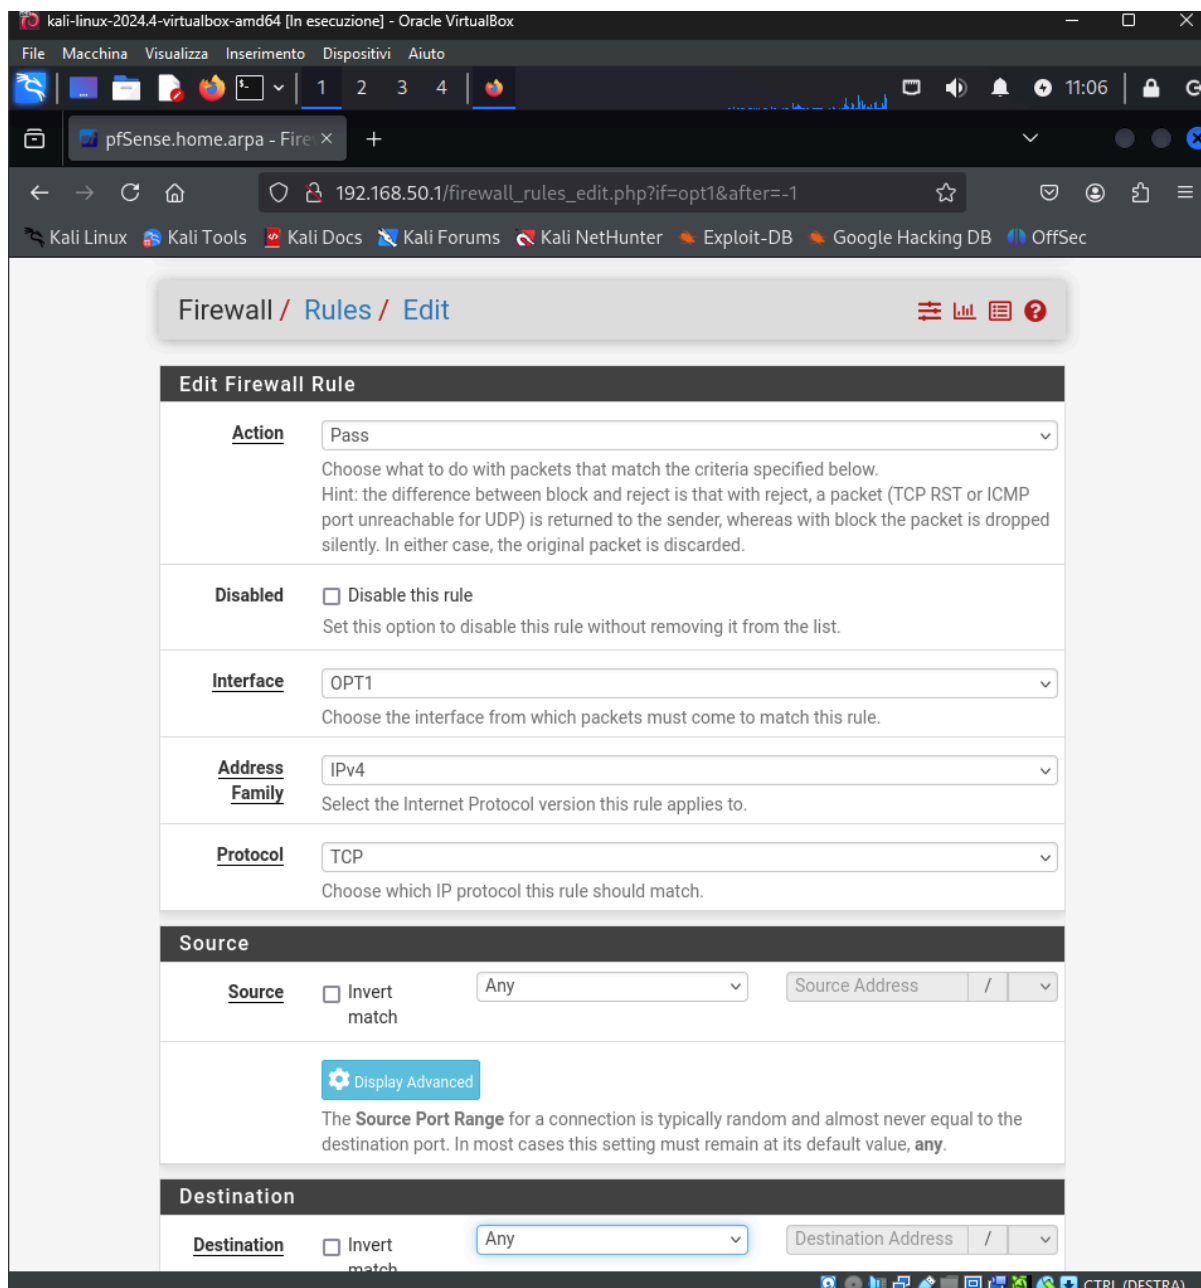 kali-linux-2024.4-virtualbox-amd64 [In esecuzione] - Oracle VirtualBox
File Macchina Visualizza Inserimento Dispositivi Aiuto
1 2 3 4 11:06
pfSense.home.arpa - Fire
192.168.50.1/firewall_rules_edit.php?if=opt1&after=-1
Kali Linux Kali Tools Kali Docs Kali Forums Kali NetHunter Exploit-DB Google Hacking DB OffSec
Firewall / Rules / Edit
Edit Firewall Rule
Action Pass
Choose what to do with packets that match the criteria specified below.
Hint: the difference between block and reject is that with reject, a packet (TCP RST or ICMP
port unreachable for UDP) is returned to the sender, whereas with block the packet is dropped
silently. In either case, the original packet is discarded.
Disabled Disable this rule
Set this option to disable this rule without removing it from the list.
Interface OPT1
Choose the interface from which packets must come to match this rule.
Address
Family
IPv4
Select the Internet Protocol version this rule applies to.
Protocol TCP
Choose which IP protocol this rule should match.
Source
Source Invert
match
Any Source Address /
Display Advanced
The Source Port Range for a connection is typically random and almost never equal to the
destination port. In most cases this setting must remain at its default value, any.
Destination
Destination Invert
match
Any Destination Address /
CTRL (DESTRA)